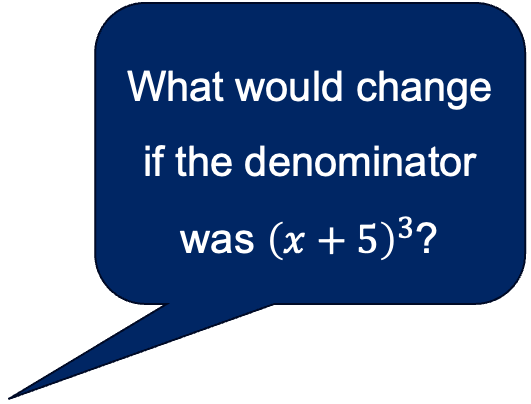 What would change
if the denominator
was (x + 5)³?